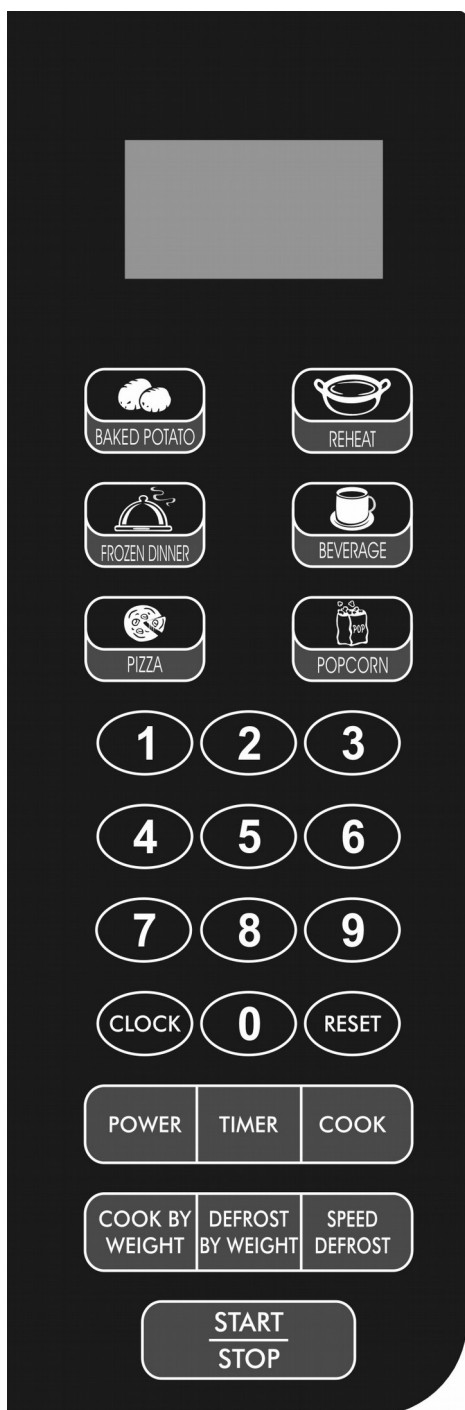 BAKED POTATO
REHEAT
FROZEN DINNER
BEVERAGE
PIZZA
POP
POPCORN
1 2 3
4 5 6
7 8 9
CLOCK 0 RESET
POWER TIMER COOK
COOK BY
WEIGHT
DEFROST
BY WEIGHT
SPEED
DEFROST
START
STOP